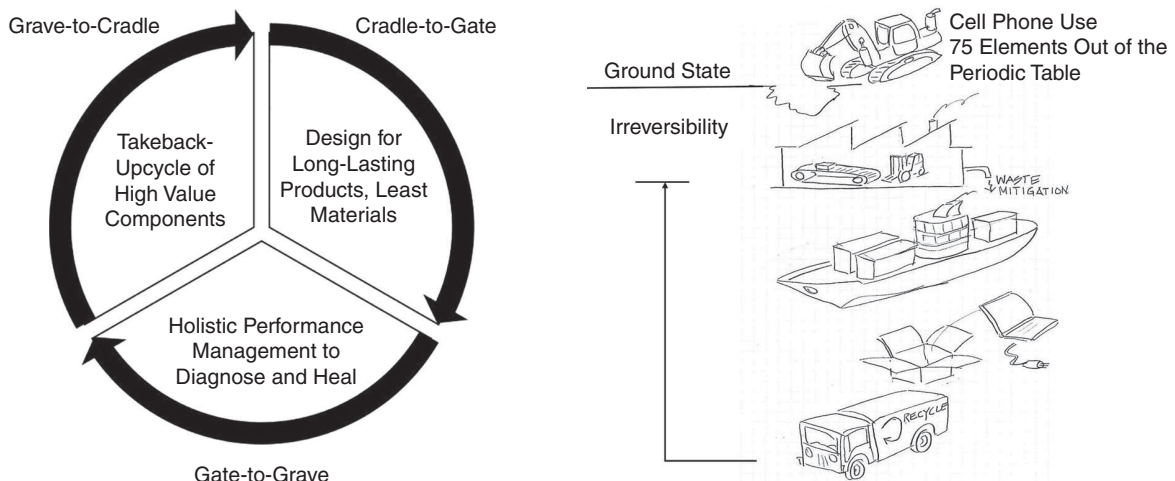 Grave-to-Cradle
Cradle-to-Gate
Takeback-
Upcycle of
High Value
Components
Design for
Long-Lasting
Products, Least
Materials
Holistic Performance
Management to
Diagnose and Heal
Gate-to-Grave
Cell Phone Use
75 Elements Out of the
Periodic Table
Ground State
Irreversibility
WASTE
MITIGATION
RECYCLE